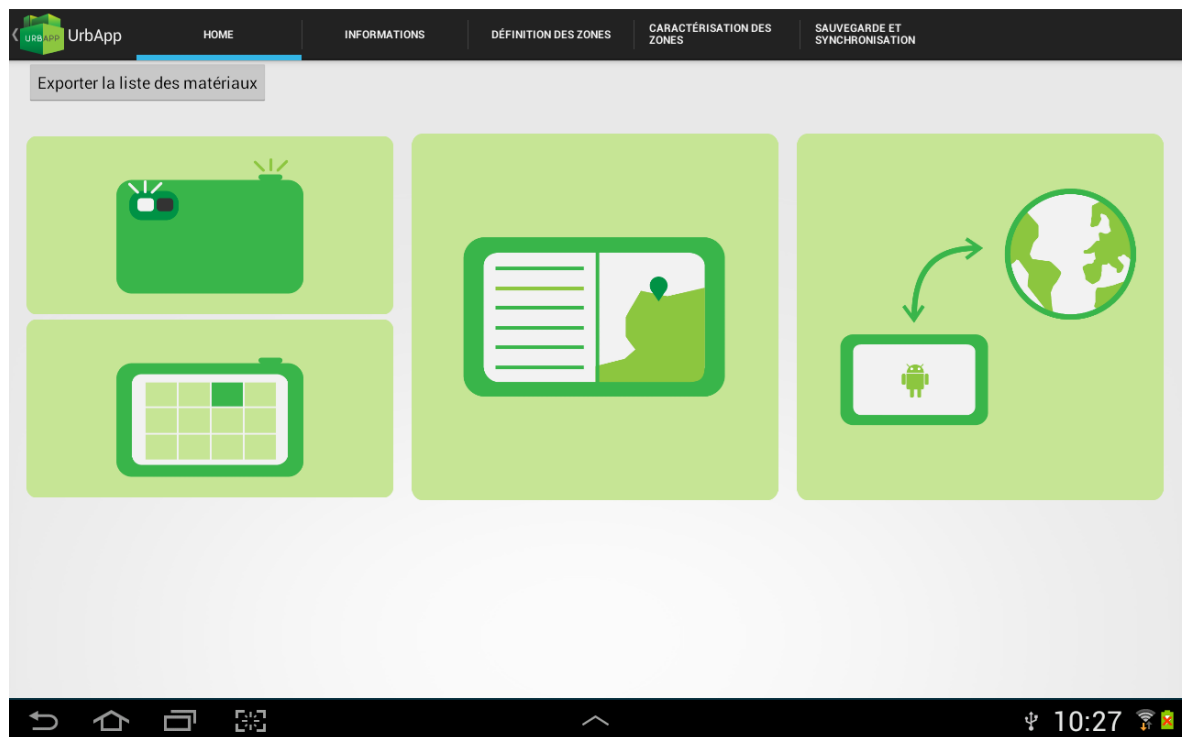 URBAPP
UrbApp
HOME
INFORMATIONS
DÉFINITION DES ZONES
CARACTÉRISATION DES
ZONES
SAUVEGARDE ET
SYNCHRONISATION
Exporter la liste des matériaux
10:27